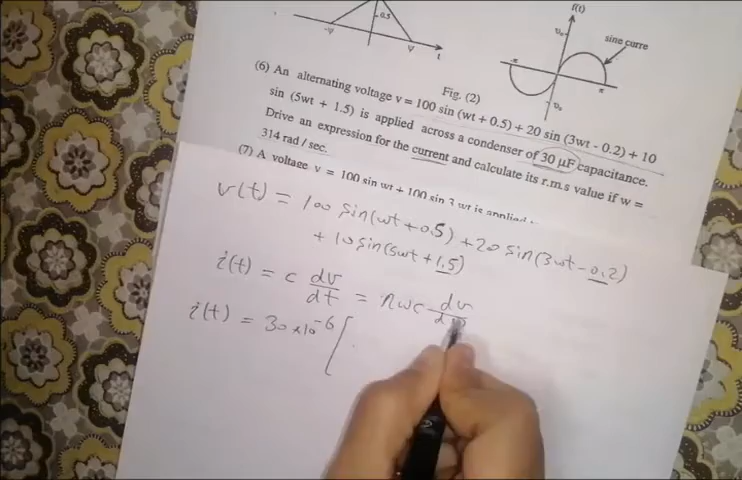 f(t)
0.5
sine curre
t
Fig. (2)
(6) An alternating voltage v = 100 sin (wt + 0.5) + 20 sin (3wt - 0.2) + 10
sin (5wt + 1.5) is applied across a condenser of 30 μF capacitance.
Drive an expression for the current and calculate its r.m.s value if w =
314 rad / sec.
(7) A voltage v = 100 sin wt + 100 sin 3 wt is applied
v(t) = 100 sin(wt + 0.5) + 20 sin(3wt - 0.2)
+ 10 sin(5wt + 1.5)
i(t) = c dv/dt = nwc dv
i(t) = 30 x 10^-6 [